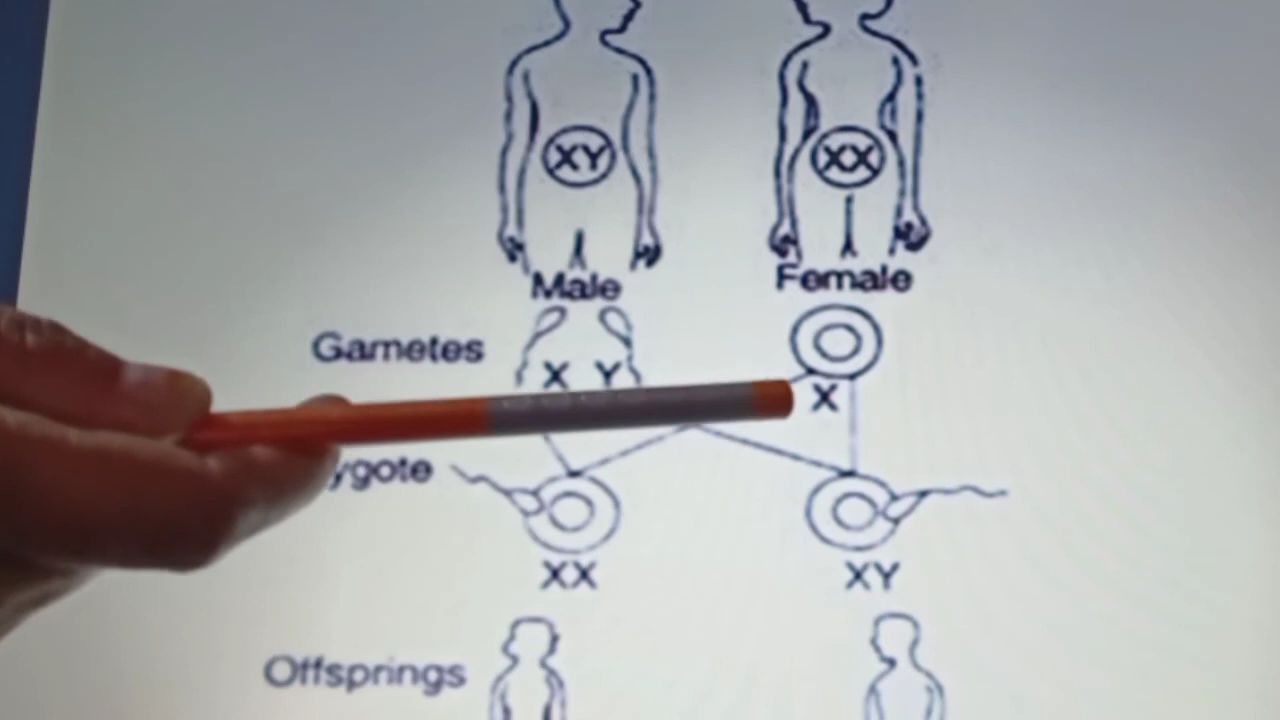 XY XX
Male Female
Gametes
X Y X
ygote
XX XY
Offsprings